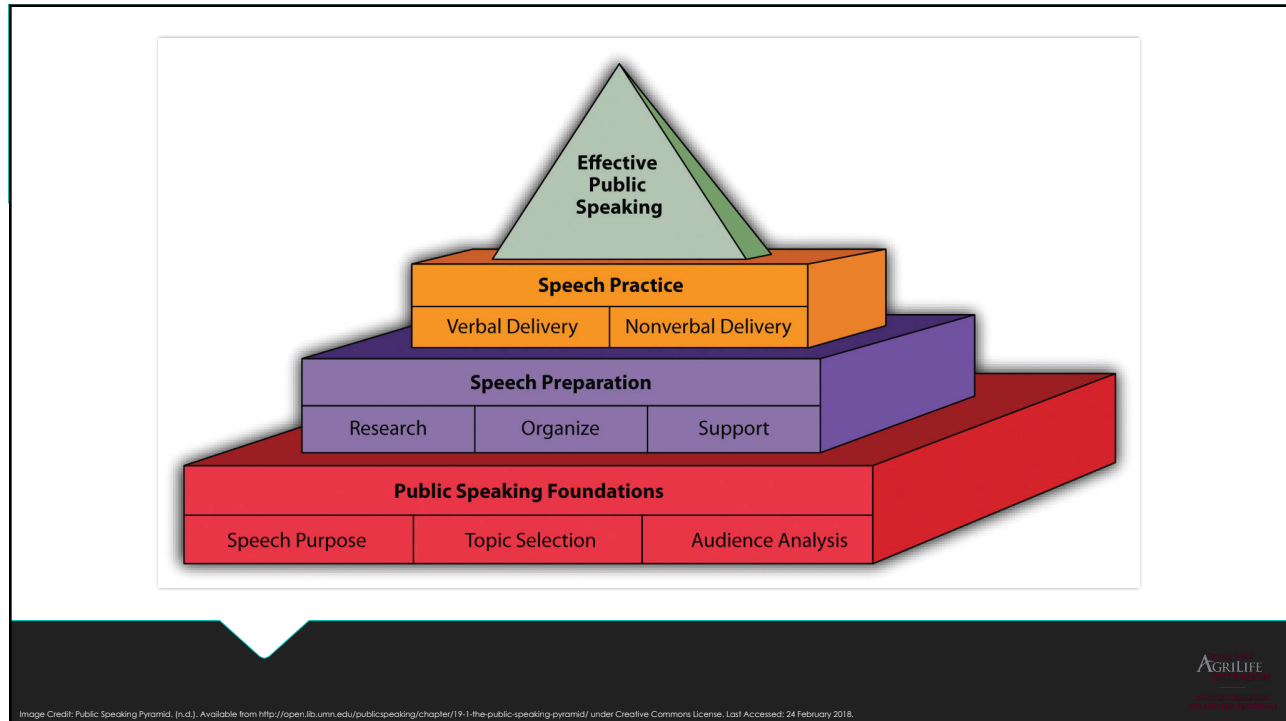 Effective
Public
Speaking
Speech Practice
Verbal Delivery Nonverbal Delivery
Speech Preparation
Research Organize Support
Public Speaking Foundations
Speech Purpose Topic Selection Audience Analysis
AGRILIFE
Image Credit: Public Speaking Pyramid. (n.d.). Available from http://open.lib.umn.edu/publicspeaking/chapter/19-1-the-public-speaking-pyramid/ under Creative Commons License. Last Accessed: 24 February 2018.